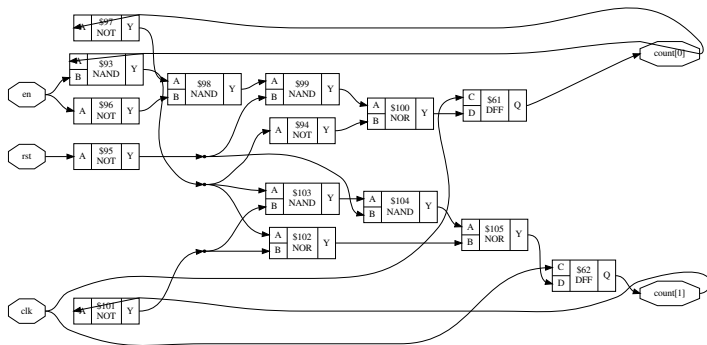 A $97 NOT Y
A B $93 NAND Y
count[0]
en
A B $98 NAND Y
A B $99 NAND Y
A $96 NOT Y
A B $100 NOR Y
C D $61 DFF Q
A $94 NOT Y
rst
A $95 NOT Y
A B $103 NAND Y
A B $104 NAND Y
A B $102 NOR Y
A B $105 NOR Y
C D $62 DFF Q
count[1]
clk
A $101 NOT Y